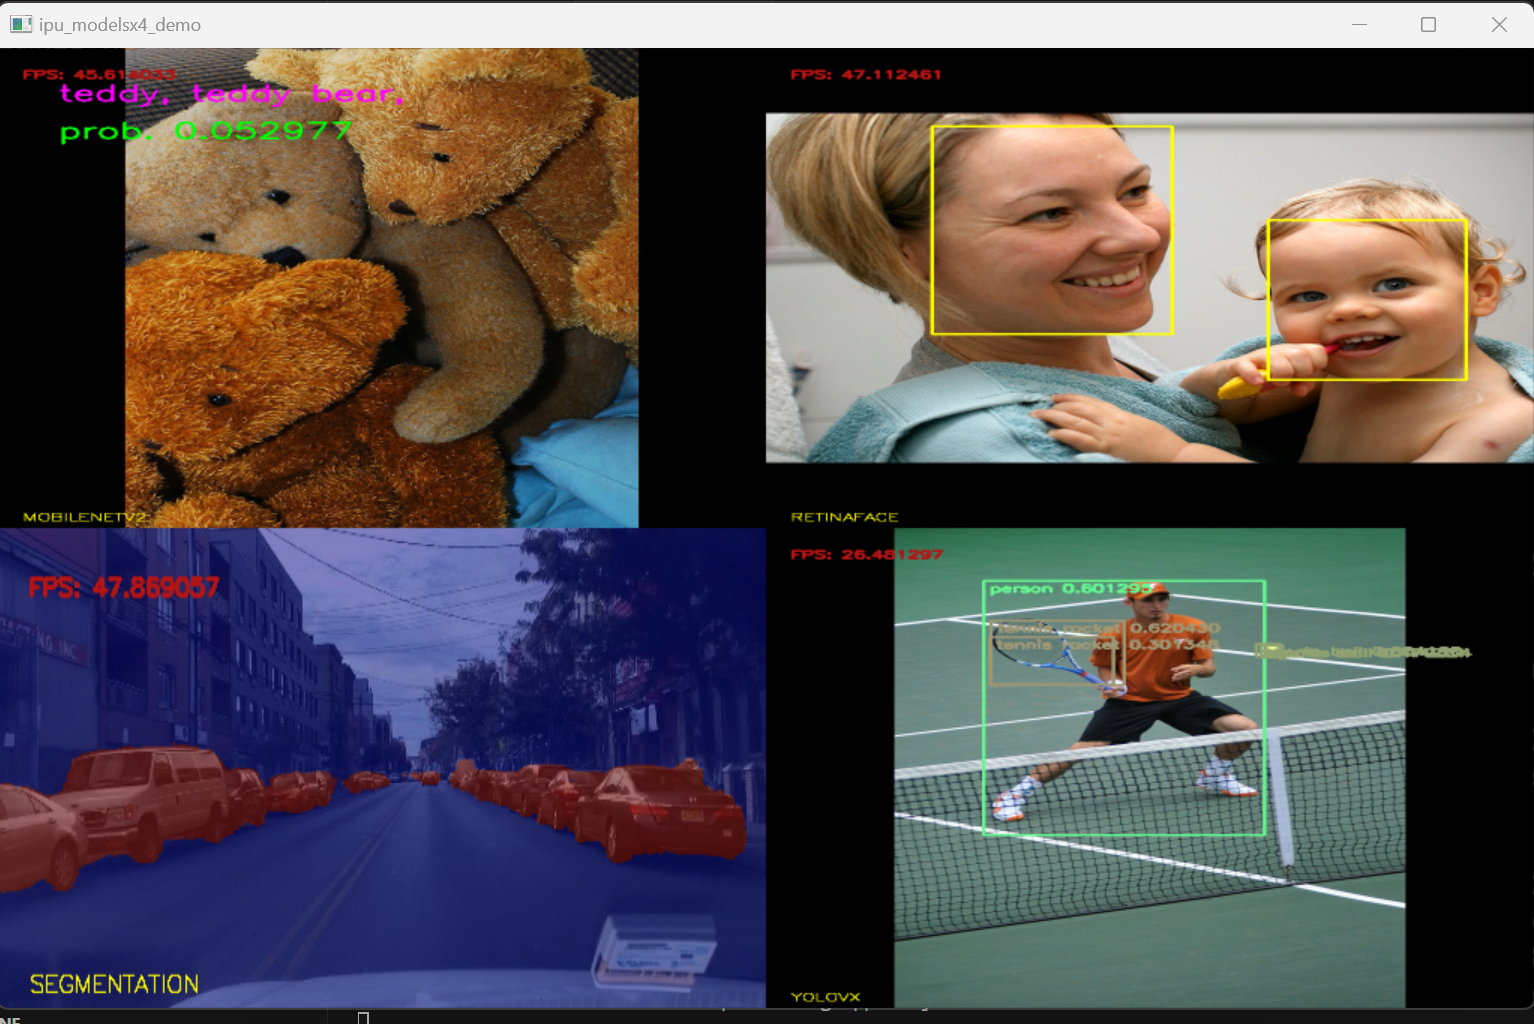 ipu_modelsx4_demo
FPS: 45.614033
teddy, teddy bear,
prob. 0.052977
MOBILENETV2
FPS: 47.112461
RETINAFACE
FPS: 47.869057
SEGMENTATION
FPS: 26.481297
person 0.601295
tennis racket 0.620430
tennis racket 0.307348
YOLOVX